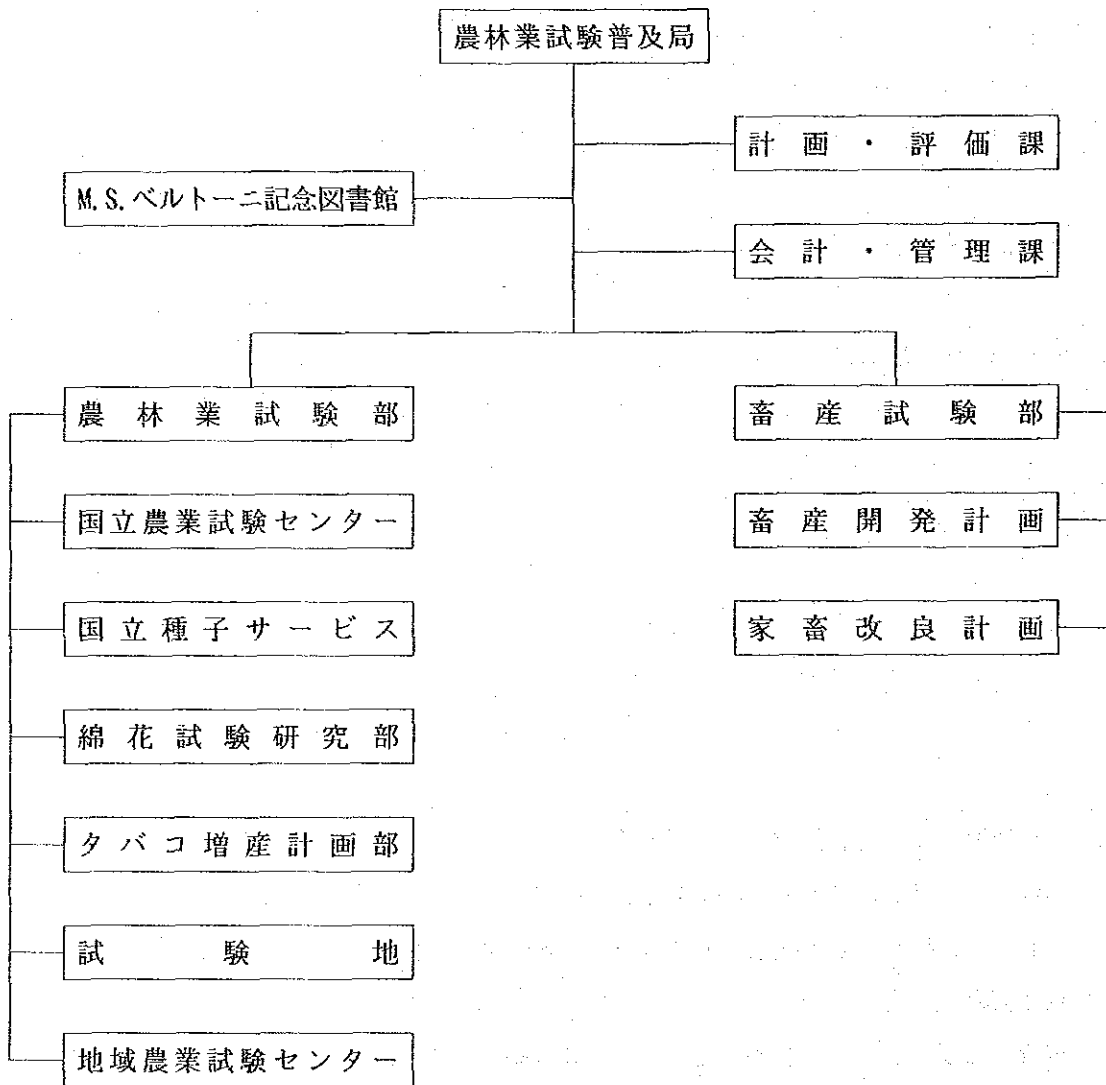 農林業試験普及局
計画・評価課
M.S.ベルトーニ記念図書館
会計・管理課
農林業試験部
畜産試験部
国立農業試験センター
畜産開発計画
国立種子サービス
家畜改良計画
綿花試験研究部
タバコ増産計画部
試験地
地域農業試験センター